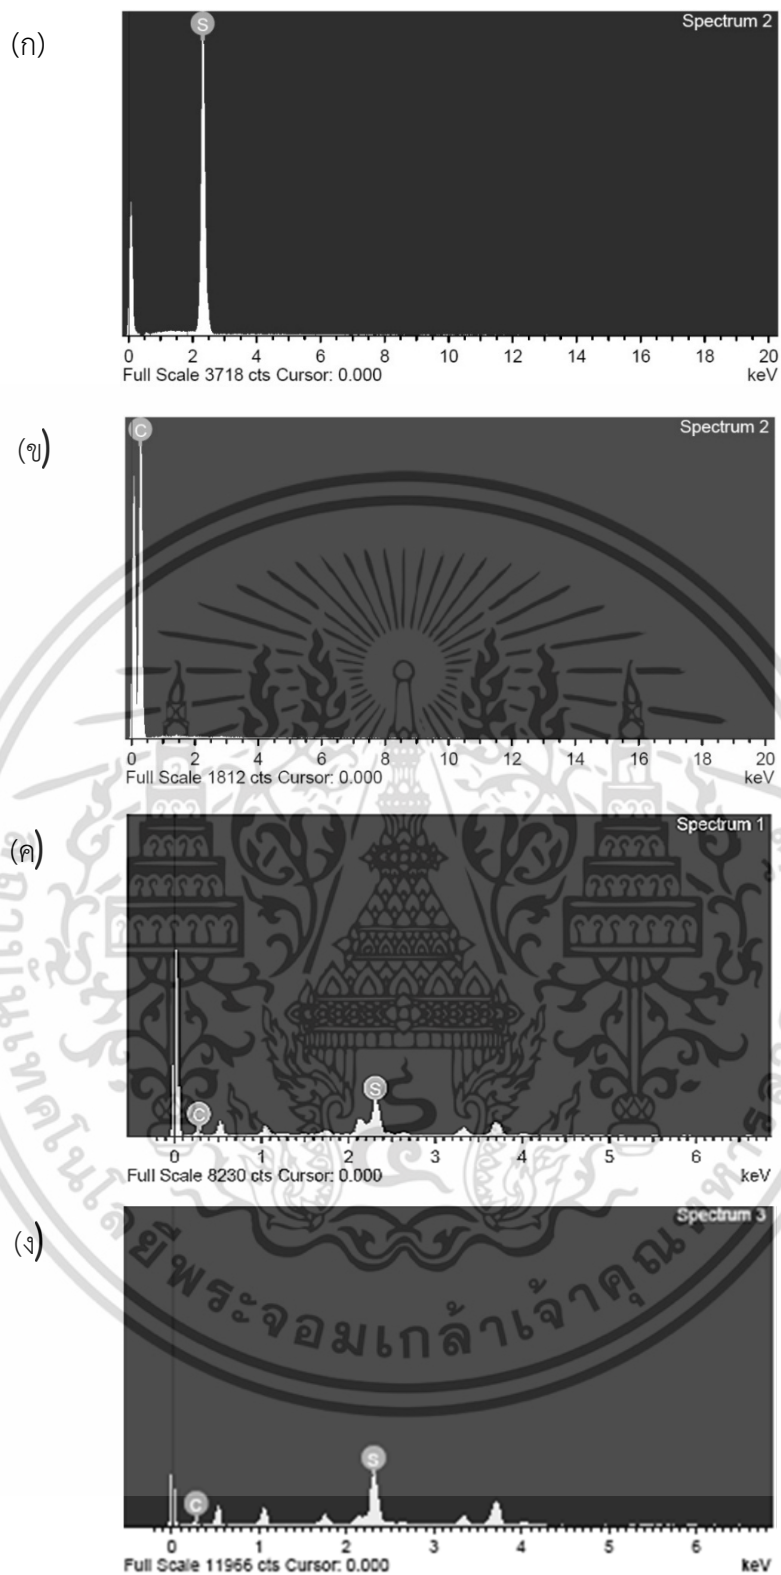 (ก)
S
Spectrum 2
0 2 4 6 8 10 12 14 16 18 20
Full Scale 3718 cts Cursor: 0.000 keV
(ข)
C
Spectrum 2
0 2 4 6 8 10 12 14 16 18 20
Full Scale 1812 cts Cursor: 0.000 keV
(ค)
Spectrum 1
C S
0 1 2 3 4 5 6
Full Scale 8230 cts Cursor: 0.000 keV
(ง)
Spectrum 3
C S
0 1 2 3 4 5 6
Full Scale 11966 cts Cursor: 0.000 keV
พระจอมเกล้าเจ้าคุณทหาร